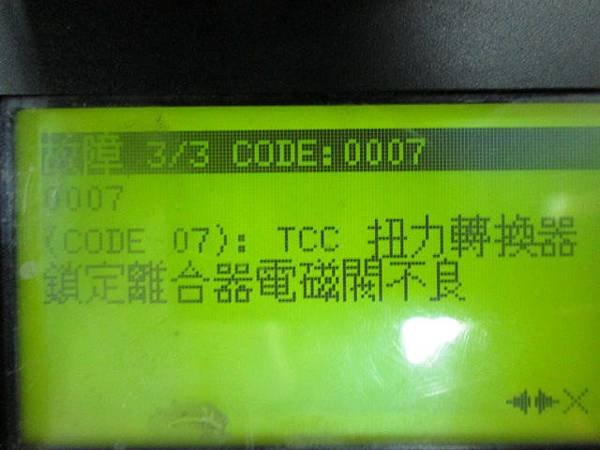 故障 3/3 CODE:0007
0007
(CODE 07): TCC 扭力轉換器
鎖定離合器電磁閥不良